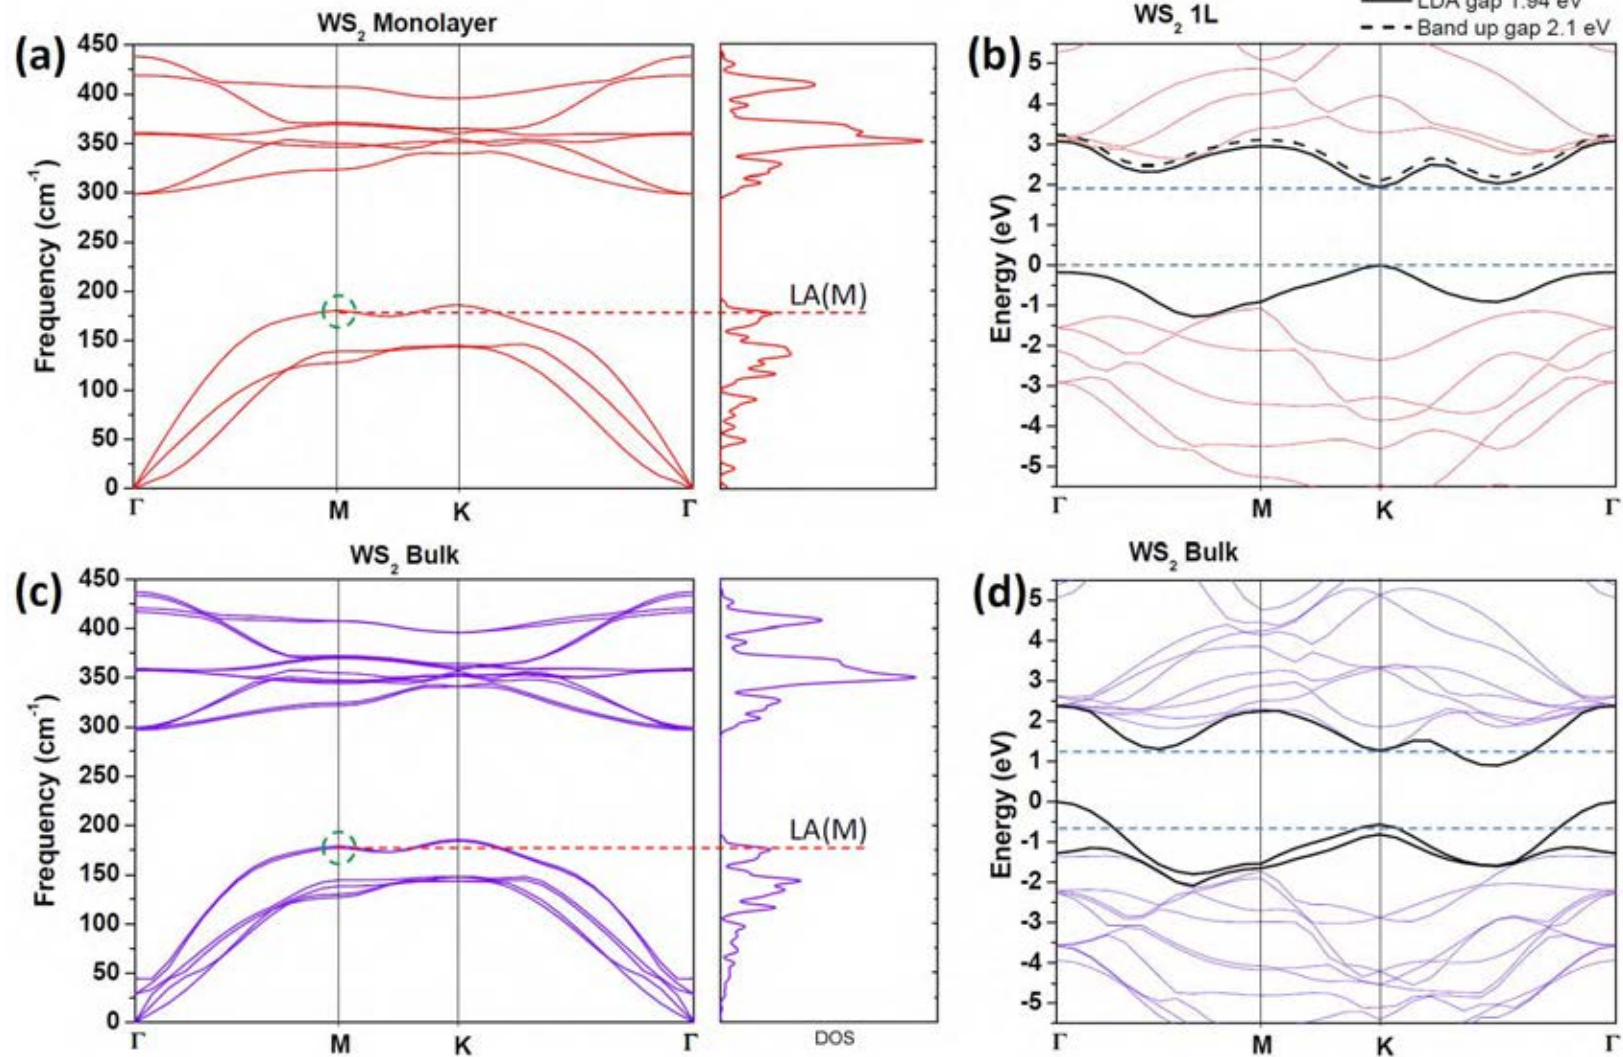 (a)
WS2 Monolayer
Frequency (cm-1)
450
400
350
300
250
200
150
100
50
0
LA(M)
Γ M K Γ
(b)
WS2 1L
LDA gap 1.94 eV
Band up gap 2.1 eV
Energy (eV)
5
4
3
2
1
0
-1
-2
-3
-4
-5
Γ M K Γ
(c)
WS2 Bulk
Frequency (cm-1)
450
400
350
300
250
200
150
100
50
0
LA(M)
Γ M K Γ
DOS
(d)
WS2 Bulk
Energy (eV)
5
4
3
2
1
0
-1
-2
-3
-4
-5
Γ M K Γ